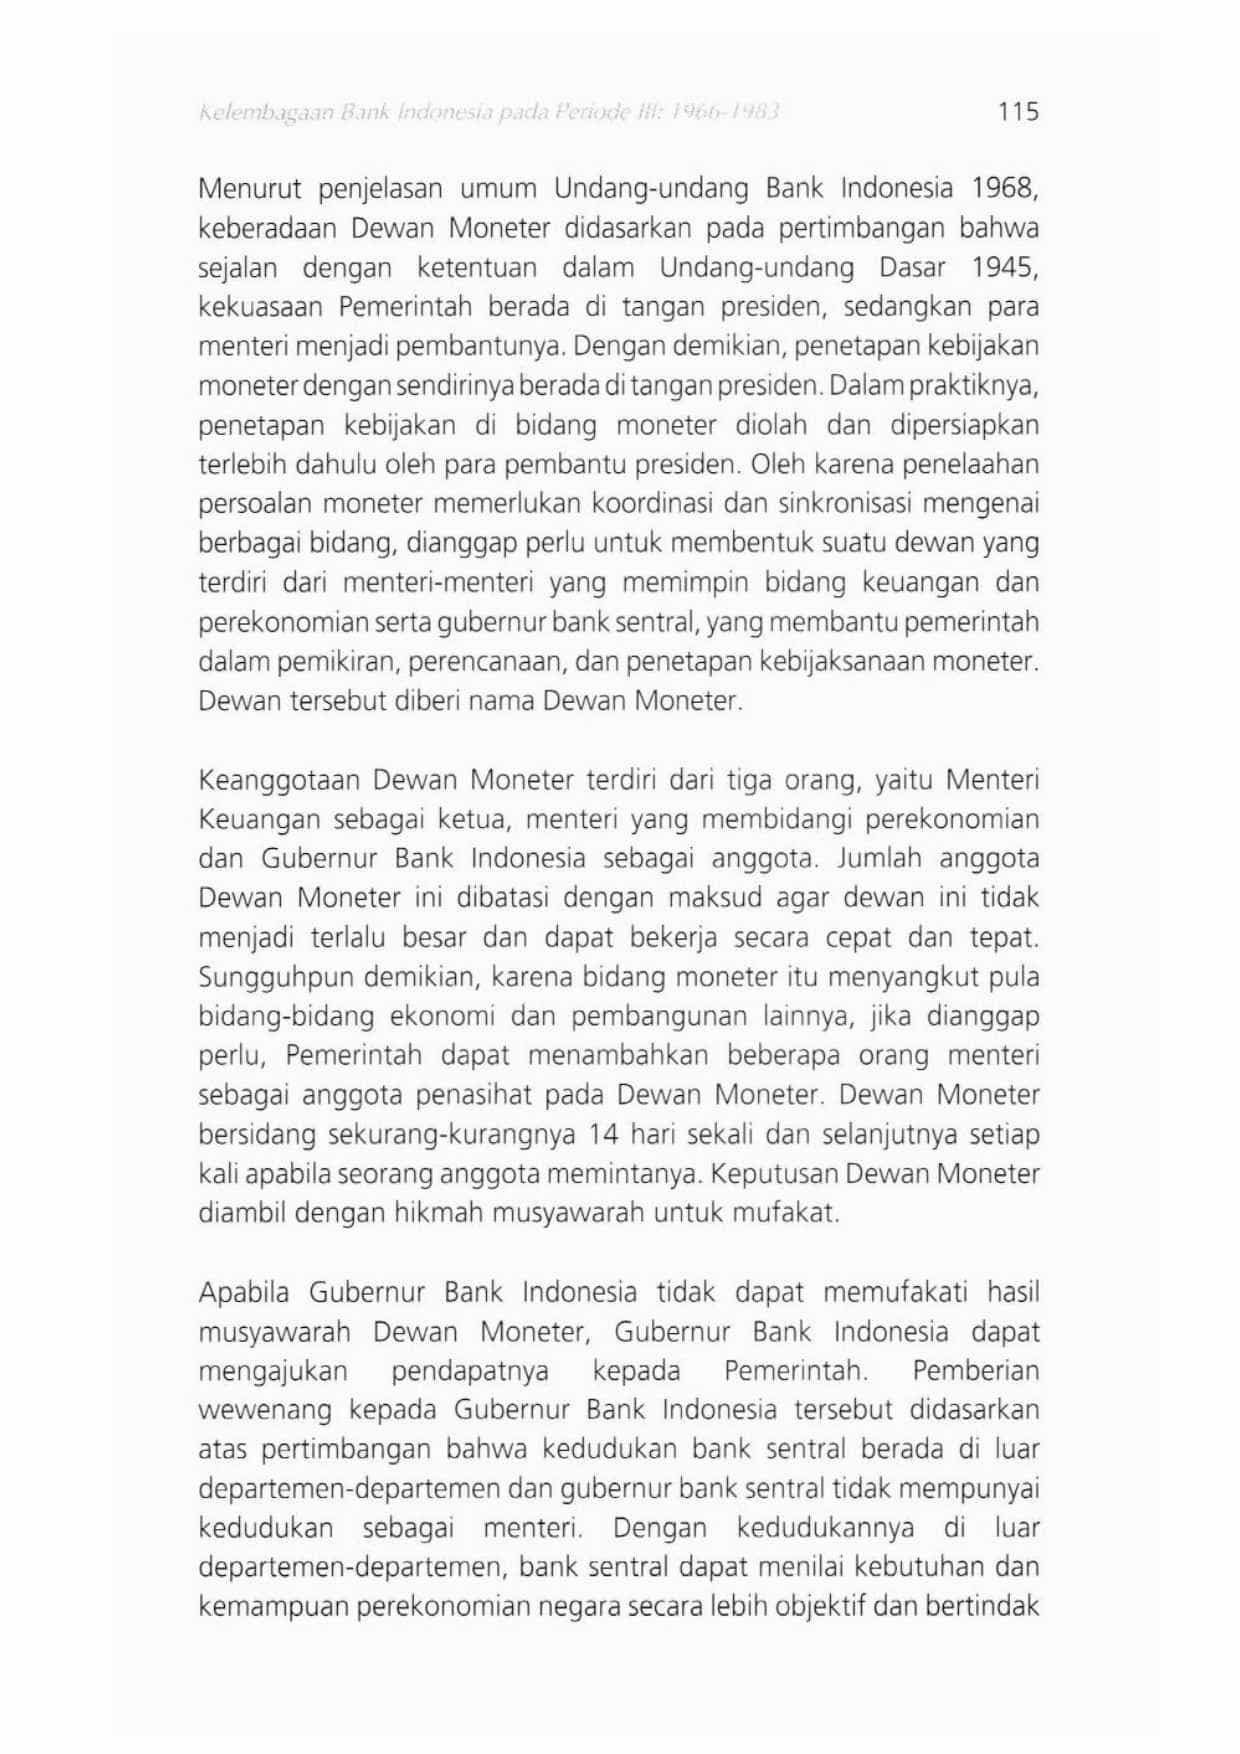 Kelembagaan Bank Indonesia pada Periode III: 1966-1983 115
Menurut penjelasan umum Undang-undang Bank Indonesia 1968,
keberadaan Dewan Moneter didasarkan pada pertimbangan bahwa
sejalan dengan ketentuan dalam Undang-undang Dasar 1945,
kekuasaan Pemerintah berada di tangan presiden, sedangkan para
menteri menjadi pembantunya. Dengan demikian, penetapan kebijakan
moneter dengan sendirinya berada di tangan presiden. Dalam praktiknya,
penetapan kebijakan di bidang moneter diolah dan dipersiapkan
terlebih dahulu oleh para pembantu presiden. Oleh karena penelaahan
persoalan moneter memerlukan koordinasi dan sinkronisasi mengenai
berbagai bidang, dianggap perlu untuk membentuk suatu dewan yang
terdiri dari menteri-menteri yang memimpin bidang keuangan dan
perekonomian serta gubernur bank sentral, yang membantu pemerintah
dalam pemikiran, perencanaan, dan penetapan kebijaksanaan moneter.
Dewan tersebut diberi nama Dewan Moneter.
Keanggotaan Dewan Moneter terdiri dari tiga orang, yaitu Menteri
Keuangan sebagai ketua, menteri yang membidangi perekonomian
dan Gubernur Bank Indonesia sebagai anggota. Jumlah anggota
Dewan Moneter ini dibatasi dengan maksud agar dewan ini tidak
menjadi terlalu besar dan dapat bekerja secara cepat dan tepat.
Sungguhpun demikian, karena bidang moneter itu menyangkut pula
bidang-bidang ekonomi dan pembangunan lainnya, jika dianggap
perlu, Pemerintah dapat menambahkan beberapa orang menteri
sebagai anggota penasihat pada Dewan Moneter. Dewan Moneter
bersidang sekurang-kurangnya 14 hari sekali dan selanjutnya setiap
kali apabila seorang anggota memintanya. Keputusan Dewan Moneter
diambil dengan hikmah musyawarah untuk mufakat.
Apabila Gubernur Bank Indonesia tidak dapat memufakati hasil
musyawarah Dewan Moneter, Gubernur Bank Indonesia dapat
mengajukan pendapatnya kepada Pemerintah. Pemberian
wewenang kepada Gubernur Bank Indonesia tersebut didasarkan
atas pertimbangan bahwa kedudukan bank sentral berada di luar
departemen-departemen dan gubernur bank sentral tidak mempunyai
kedudukan sebagai menteri. Dengan kedudukannya di luar
departemen-departemen, bank sentral dapat menilai kebutuhan dan
kemampuan perekonomian negara secara lebih objektif dan bertindak